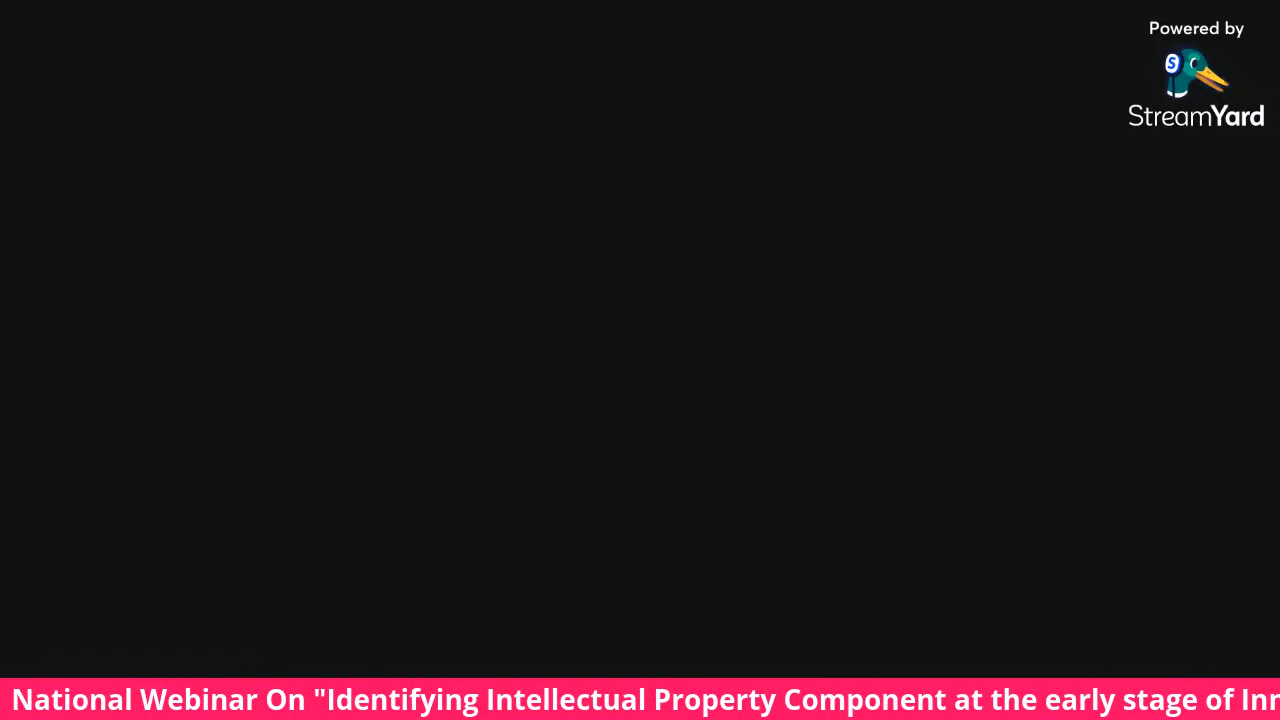 Powered by
S
StreamYard
National Webinar On "Identifying Intellectual Property Component at the early stage of